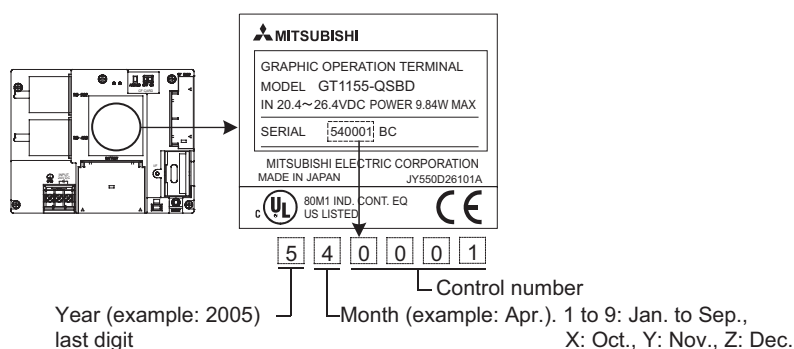 MITSUBISHI
GRAPHIC OPERATION TERMINAL
MODEL GT1155-QSBD
IN 20.4～26.4VDC POWER 9.84W MAX
SERIAL 540001 BC
MITSUBISHI ELECTRIC CORPORATION
MADE IN JAPAN JY550D26101A
C UL 80M1 IND. CONT. EQ
US LISTED CE
5 4 0 0 0 1
Control number
Year (example: 2005) Month (example: Apr.). 1 to 9: Jan. to Sep.,
last digit X: Oct., Y: Nov., Z: Dec.